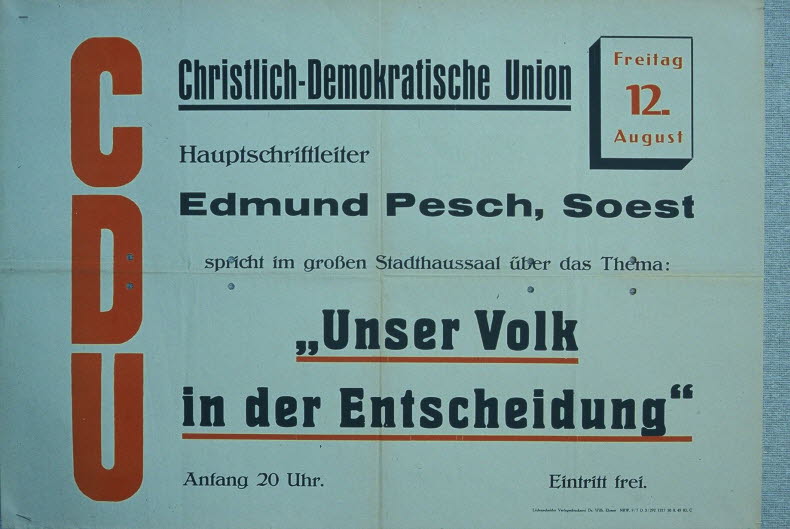 CDU
Christlich-Demokratische Union
Freitag
12.
August
Hauptschriftleiter
Edmund Pesch, Soest
spricht im großen Stadthaussaal über das Thema:
„Unser Volk
in der Entscheidung“
Anfang 20 Uhr.
Eintritt frei.